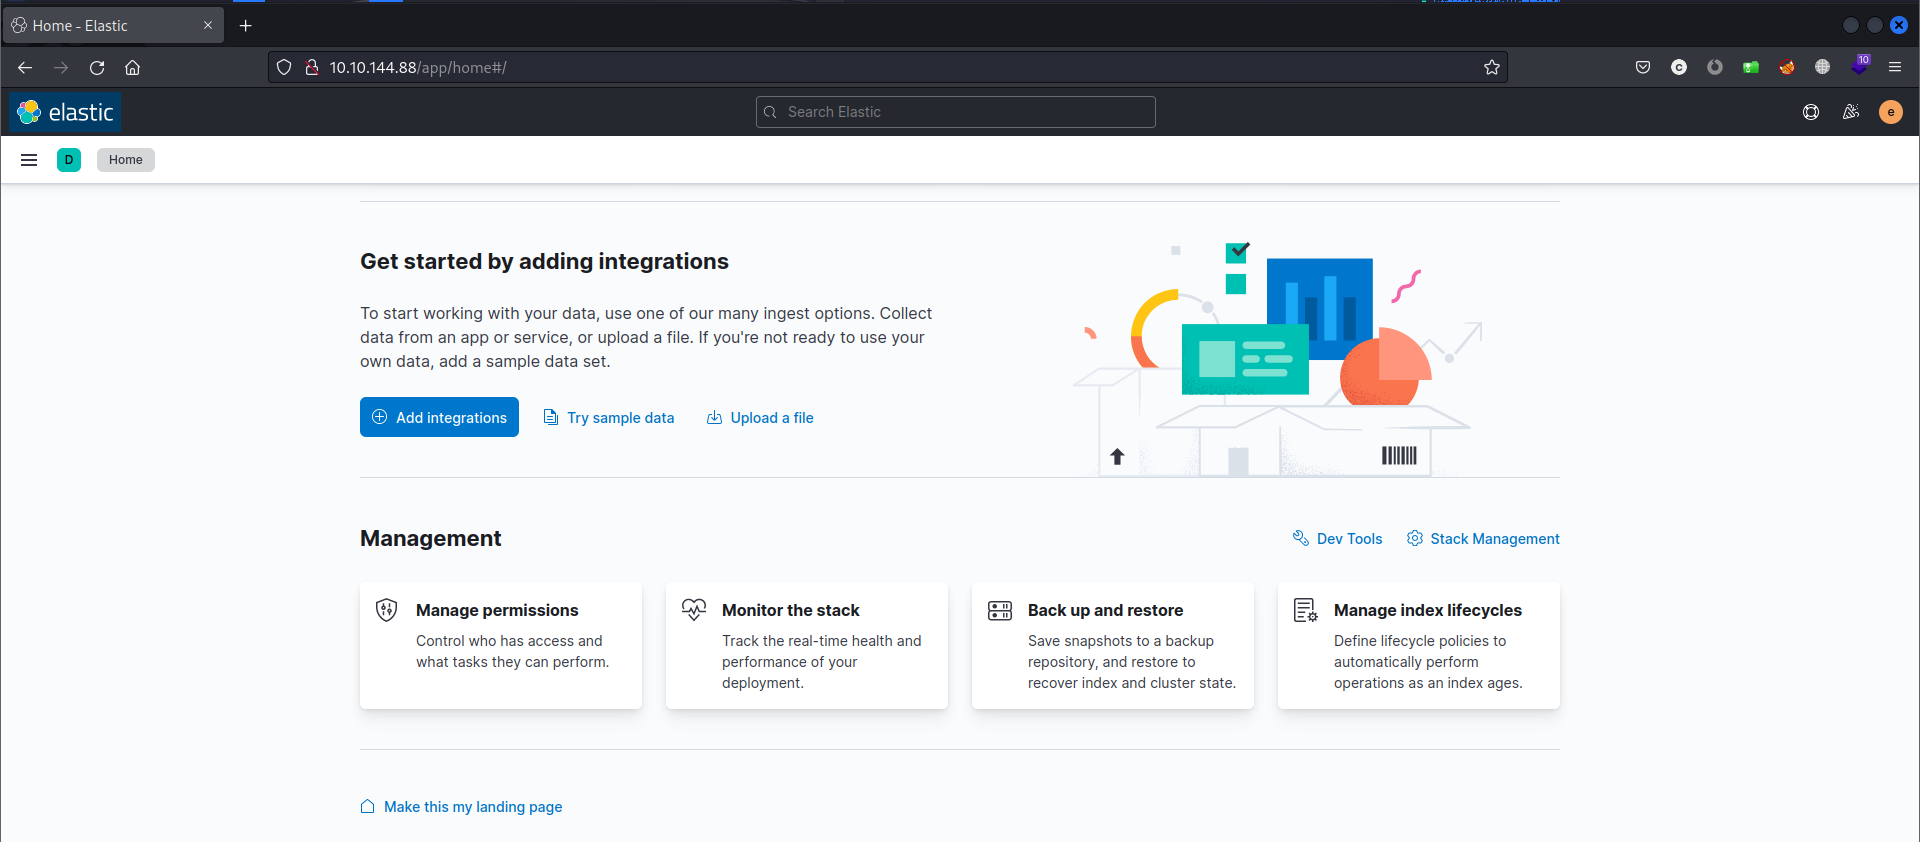 Home - Elastic
10.10.144.88/app/home#/
10
elastic
Search Elastic
e
D
Home
Get started by adding integrations
To start working with your data, use one of our many ingest options. Collect
data from an app or service, or upload a file. If you're not ready to use your
own data, add a sample data set.
Add integrations
Try sample data
Upload a file
Management
Dev Tools
Stack Management
Manage permissions
Control who has access and
what tasks they can perform.
Monitor the stack
Track the real-time health and
performance of your
deployment.
Back up and restore
Save snapshots to a backup
repository, and restore to
recover index and cluster state.
Manage index lifecycles
Define lifecycle policies to
automatically perform
operations as an index ages.
Make this my landing page